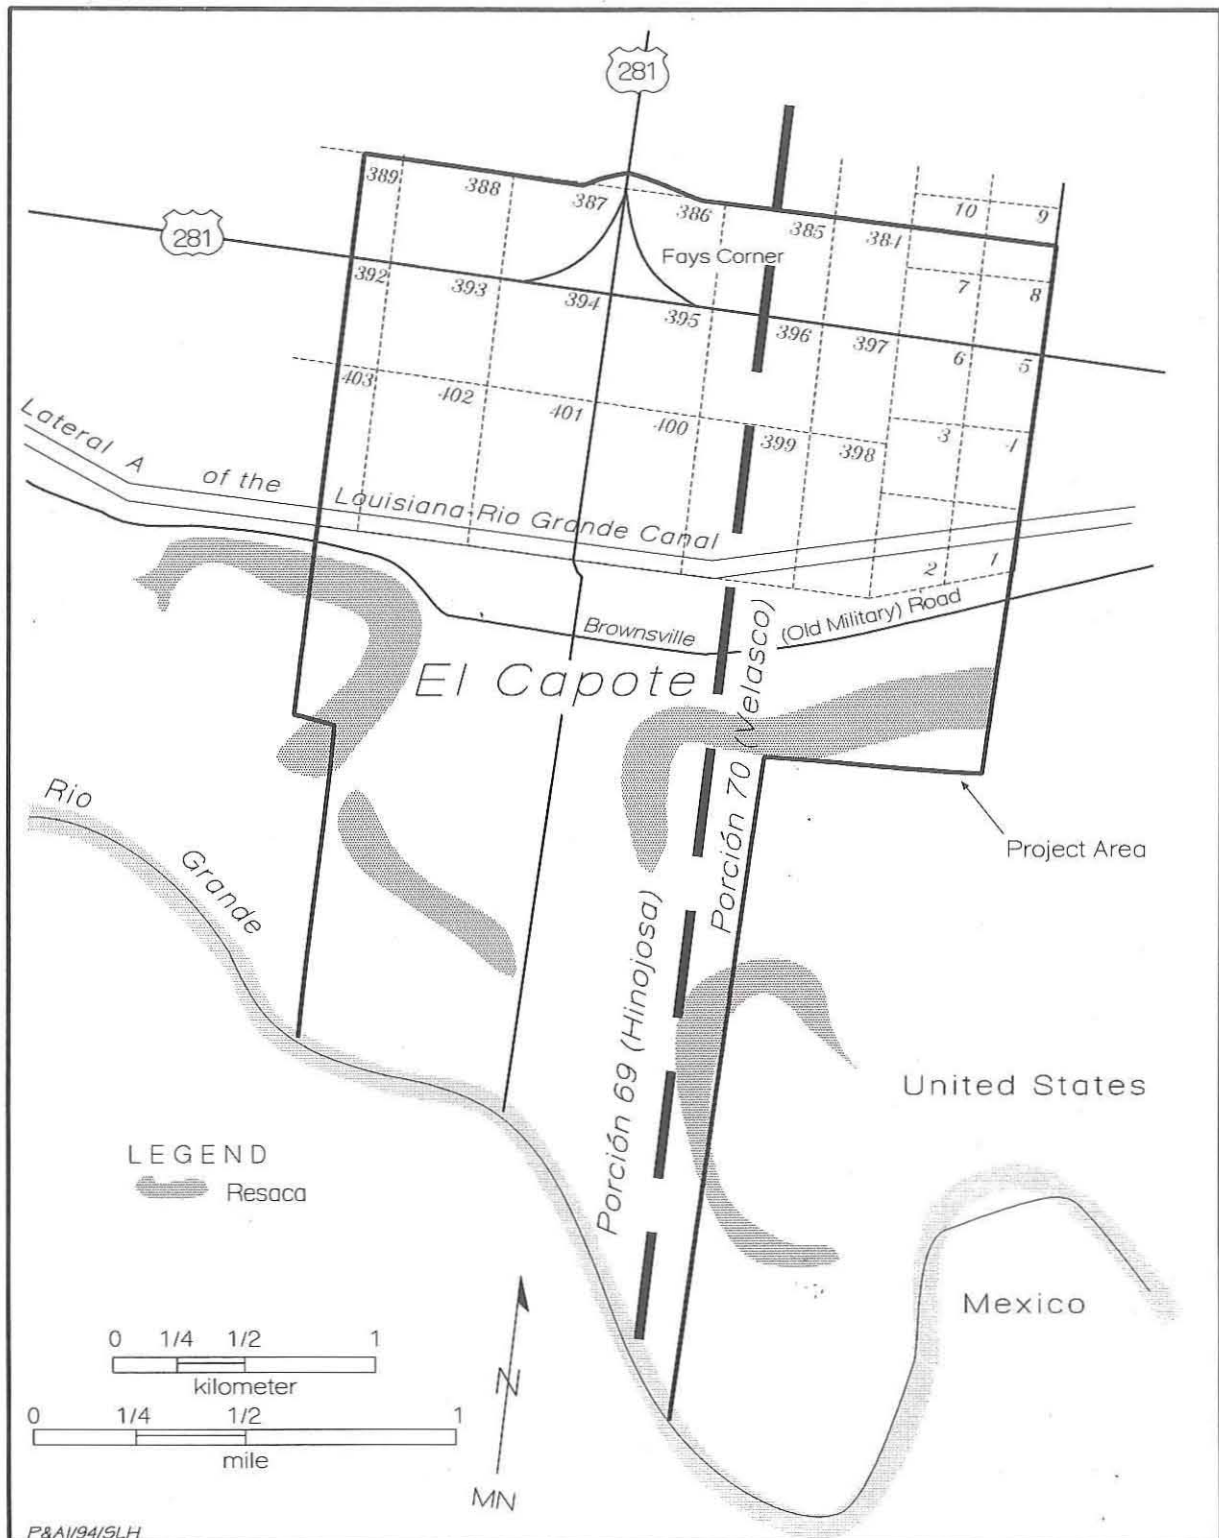 281
281
389
388
387
386
385
384
10
9
Fays Corner
392
393
394
395
396
397
7
8
6
5
403
402
401
400
399
398
3
4
2
1
Lateral A of the Louisiana-Rio Grande Canal
Brownsville (Old Military) Road
El Capote
Porción 70 (Velasco)
Porción 69 (Hinojosa)
Project Area
Rio Grande
United States
Mexico
LEGEND
Resaca
0 1/4 1/2 1
kilometer
0 1/4 1/2 1
mile
N
MN
P&AI/94/SLH